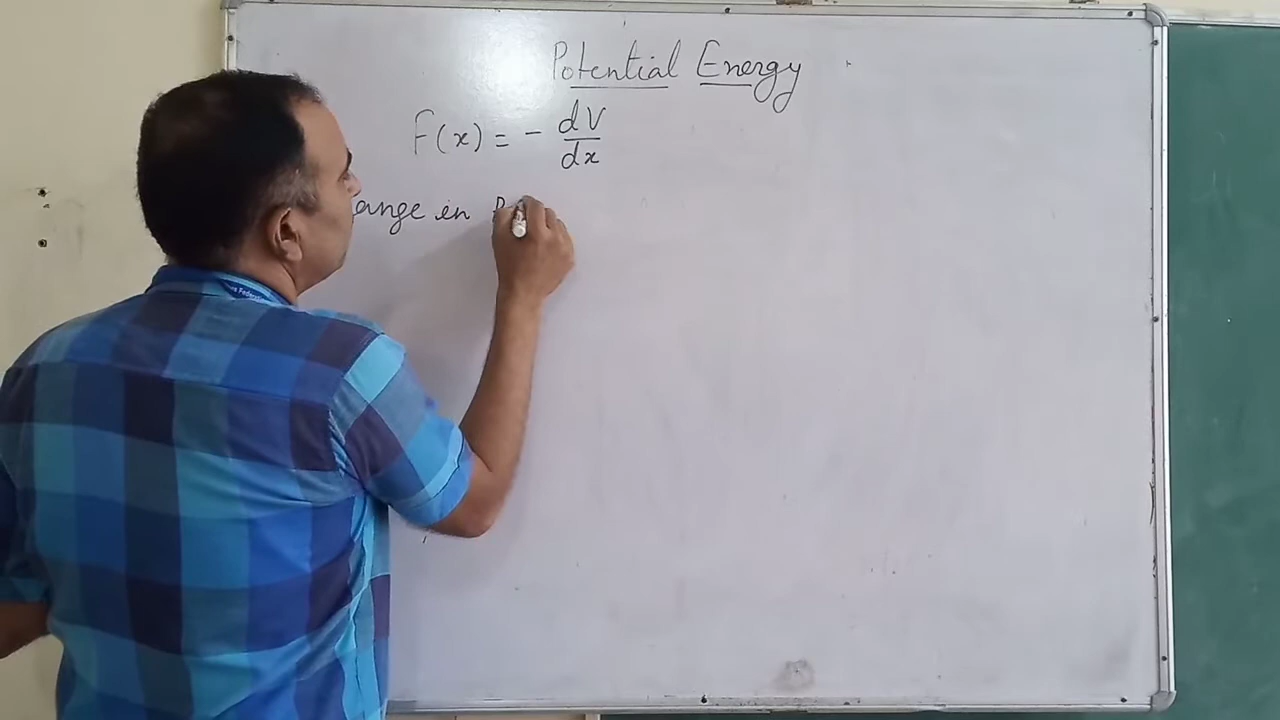 Potential Energy
F(x) = - dV/dx
ange in